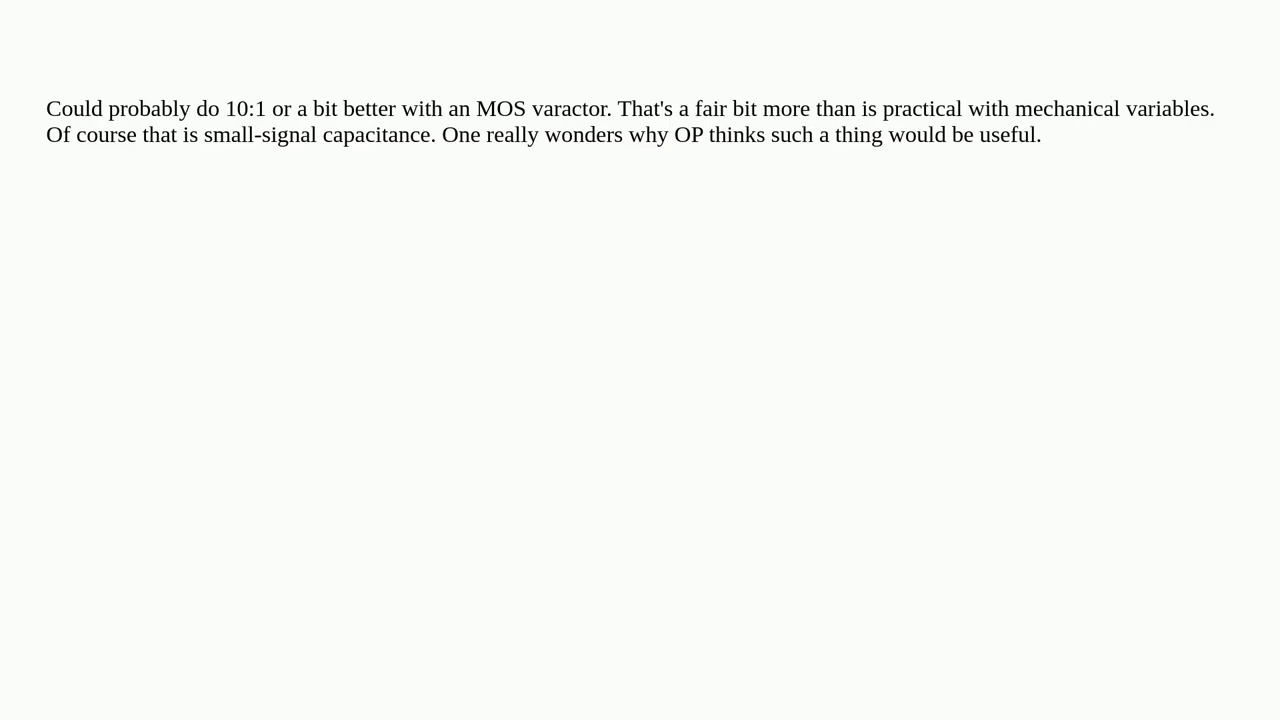 Could probably do 10:1 or a bit better with an MOS varactor. That's a fair bit more than is practical with mechanical variables.
Of course that is small-signal capacitance. One really wonders why OP thinks such a thing would be useful.